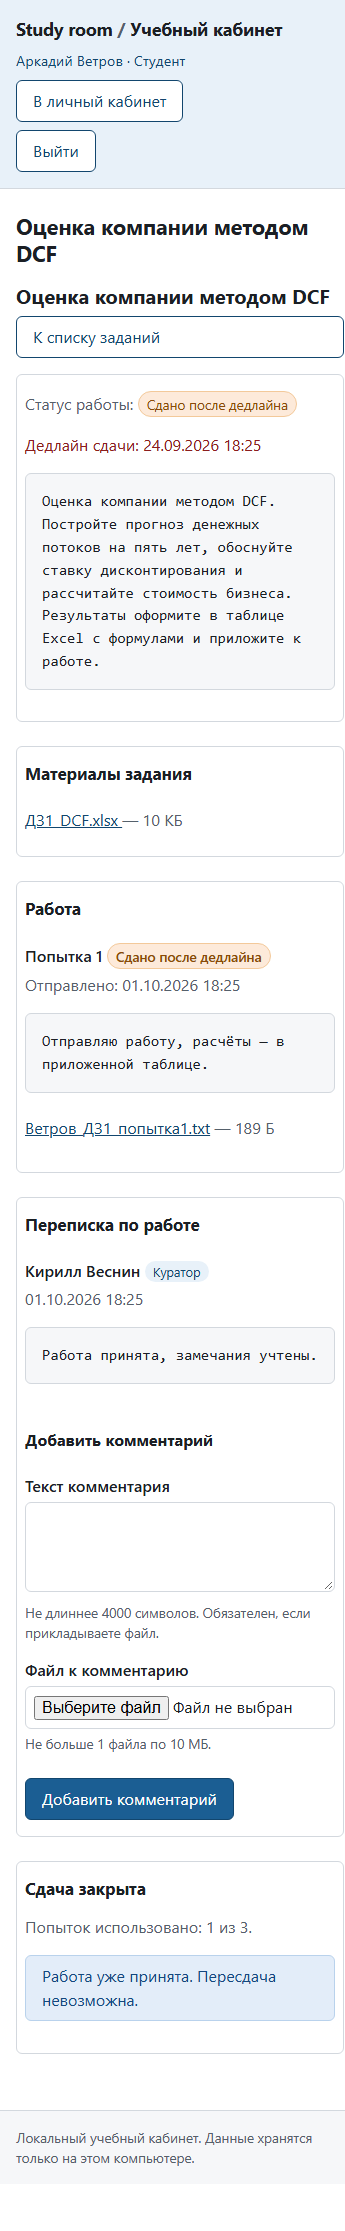 Study room / Учебный кабинет
Аркадий Ветров · Студент
В личный кабинет
Выйти
Оценка компании методом
DCF
Оценка компании методом DCF
К списку заданий
Статус работы: Сдано после дедлайна
Дедлайн сдачи: 24.09.2026 18:25
Оценка компании методом DCF.
Постройте прогноз денежных
потоков на пять лет, обоснуйте
ставку дисконтирования и
рассчитайте стоимость бизнеса.
Результаты оформите в таблице
Excel с формулами и приложите к
работе.
Материалы задания
ДЗ1_DCF.xlsx — 10 КБ
Работа
Попытка 1 Сдано после дедлайна
Отправлено: 01.10.2026 18:25
Отправляю работу, расчёты — в
приложенной таблице.
Ветров_ДЗ1_попытка1.txt — 189 Б
Переписка по работе
Кирилл Веснин Куратор
01.10.2026 18:25
Работа принята, замечания учтены.
Добавить комментарий
Текст комментария
Не длиннее 4000 символов. Обязателен, если
прикладываете файл.
Файл к комментарию
Выберите файл Файл не выбран
Не больше 1 файла по 10 МБ.
Добавить комментарий
Сдача закрыта
Попыток использовано: 1 из 3.
Работа уже принята. Пересдача
невозможна.
Локальный учебный кабинет. Данные хранятся
только на этом компьютере.